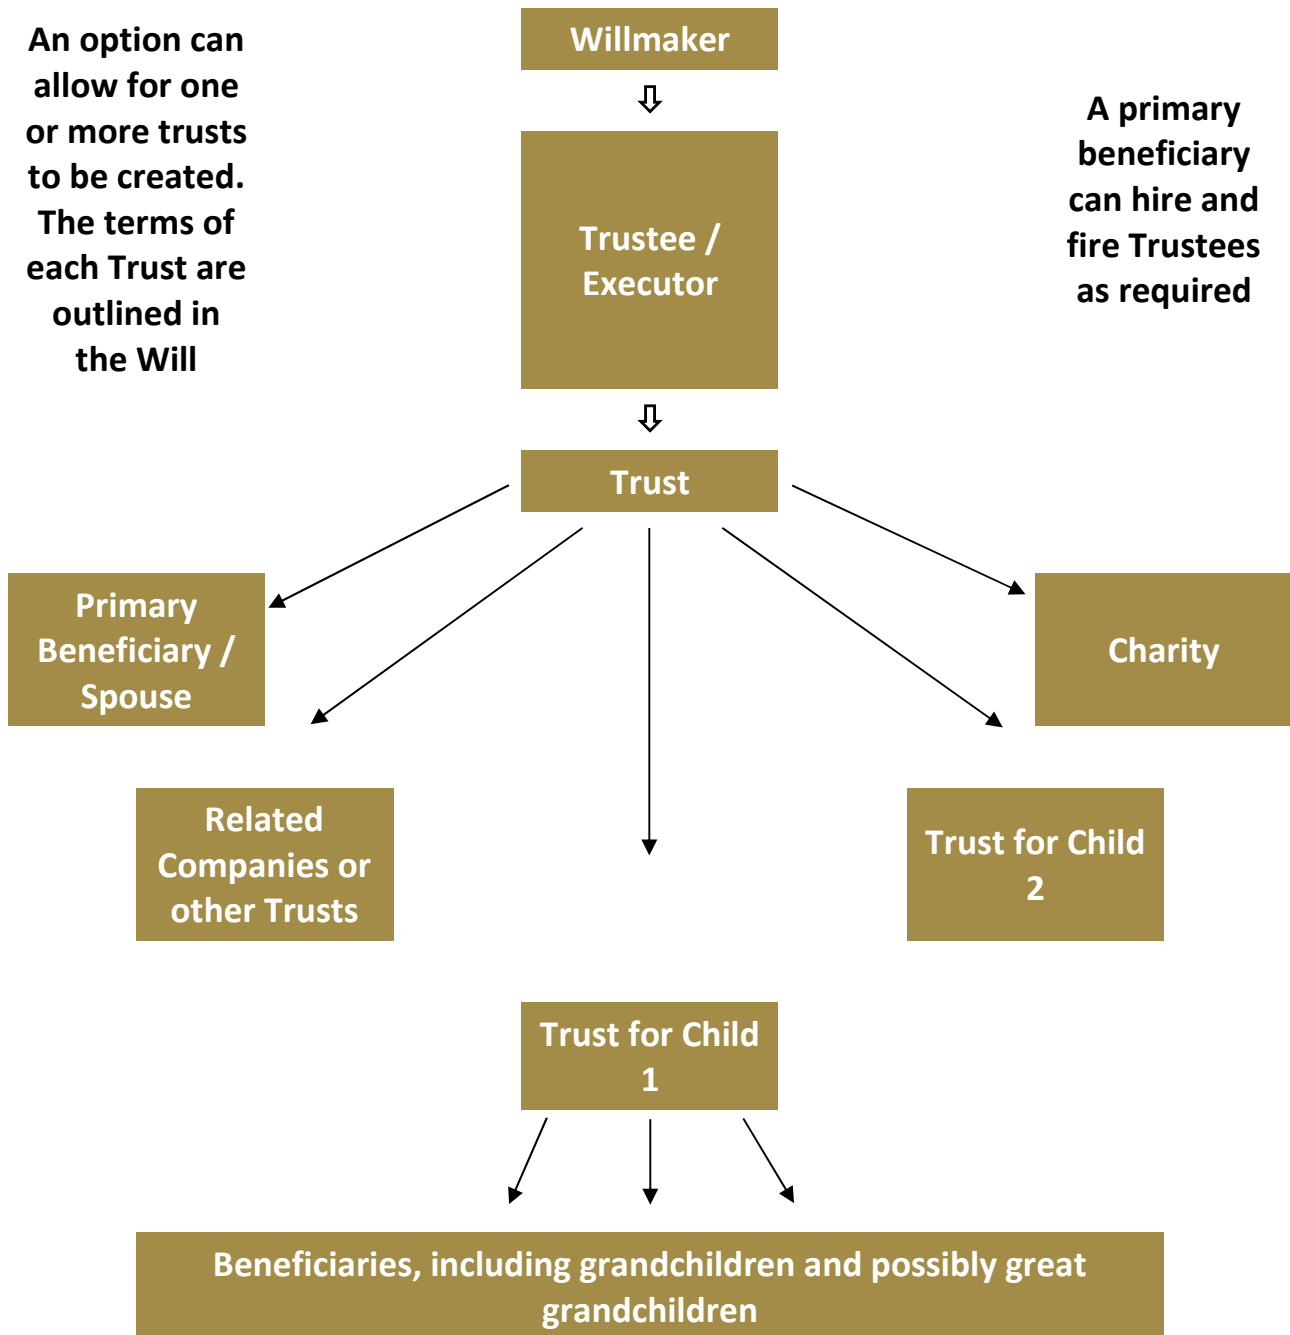 An option can
allow for one
or more trusts
to be created.
The terms of
each Trust are
outlined in
the Will
Willmaker
A primary
beneficiary
can hire and
fire Trustees
as required
Trustee /
Executor
Trust
Primary
Beneficiary /
Spouse
Charity
Related
Companies or
other Trusts
Trust for Child
2
Trust for Child
1
Beneficiaries, including grandchildren and possibly great
grandchildren